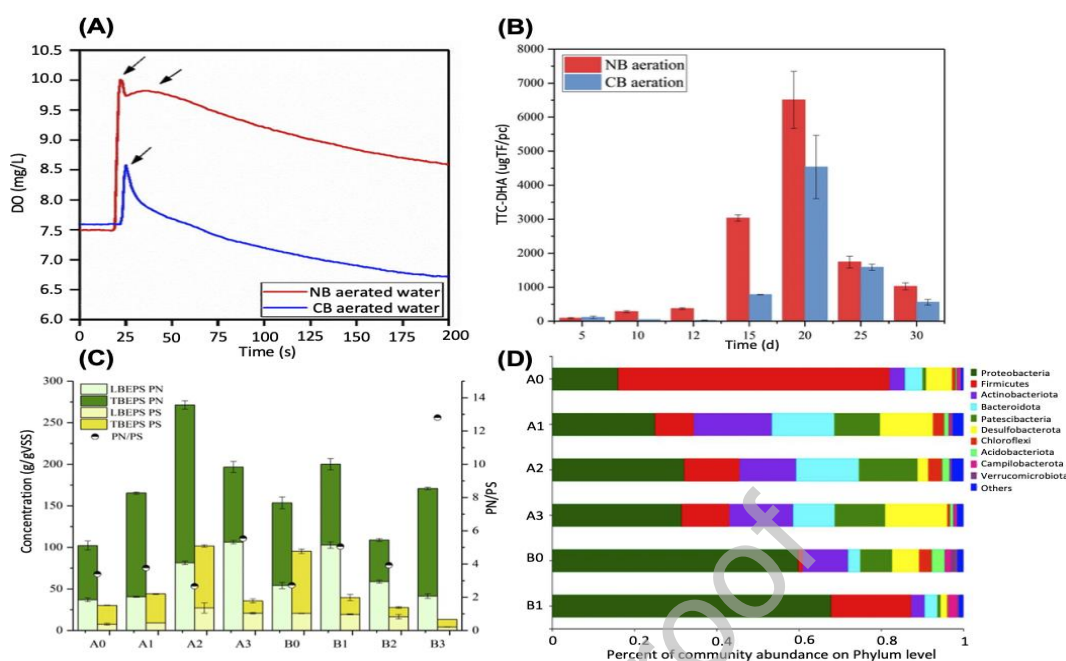 (A)
10.5
10.0
9.5
9.0
8.5
8.0
7.5
7.0
6.5
6.0
DO (mg/L)
0 25 50 75 100 125 150 175 200
Time (s)
NB aerated water
CB aerated water
(B)
8000
7000
6000
5000
4000
3000
2000
1000
0
TTC-DHA (ugTF/pc)
NB aeration
CB aeration
5 10 12 15 20 25 30
Time (d)
(C)
300
250
200
150
100
50
0
Concentration (g/gVSS)
LBEPS PN
TBEPS PN
LBEPS PS
TBEPS PS
PN/PS
14
12
10
8
6
4
2
0
PN/PS
A0 A1 A2 A3 B0 B1 B2 B3
(D)
A0
A1
A2
A3
B0
B1
0 0.2 0.4 0.6 0.8 1
Percent of community abundance on Phylum level
Proteobacteria
Firmicutes
Actinobacteriota
Bacteroidota
Patescibacteria
Desulfobacterota
Chloroflexi
Acidobacteriota
Campilobacterota
Verrucomicrobiota
Others
roof